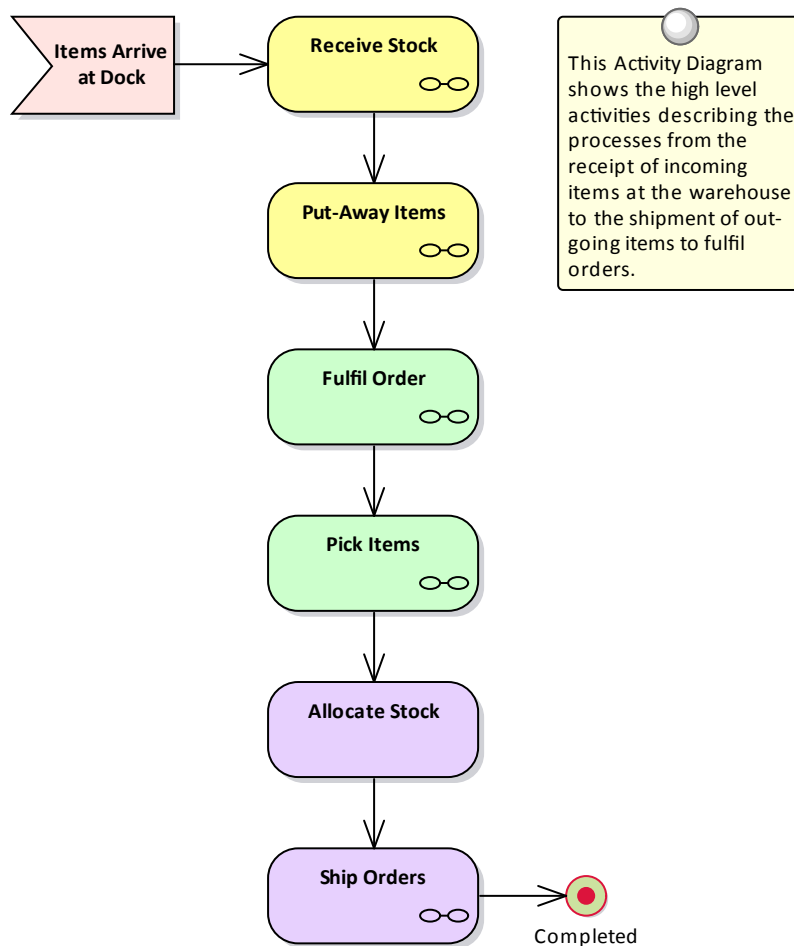 Items Arrive
at Dock
Receive Stock
This Activity Diagram
shows the high level
activities describing the
processes from the
receipt of incoming
items at the warehouse
to the shipment of out-
going items to fulfil
orders.
Put-Away Items
Fulfil Order
Pick Items
Allocate Stock
Ship Orders
Completed